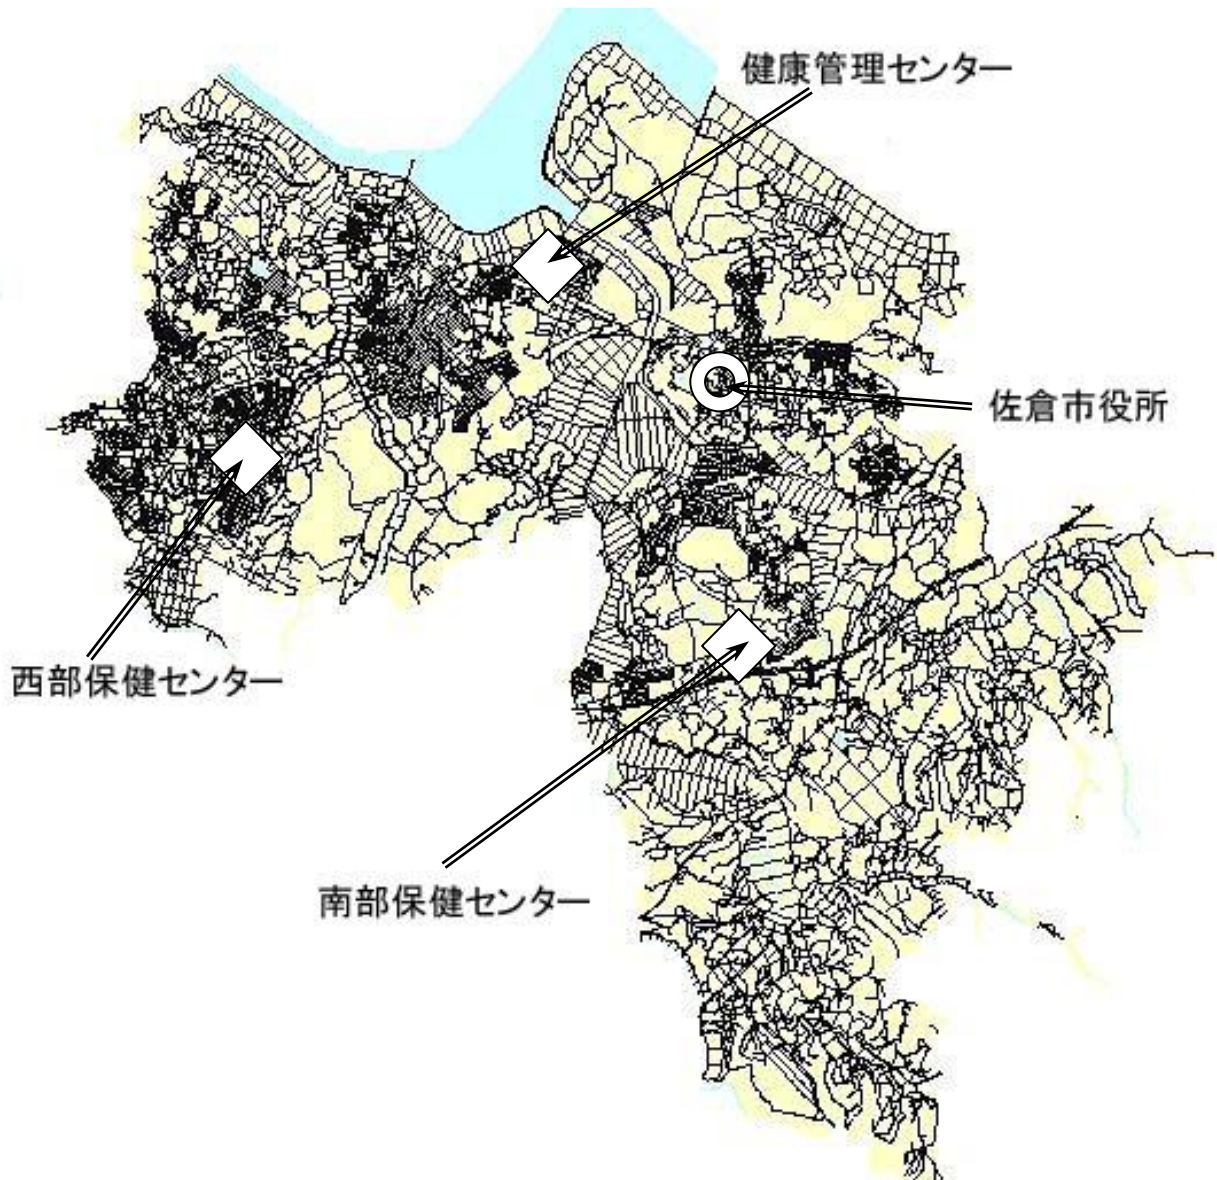 健康管理センター
佐倉市役所
西部保健センター
南部保健センター